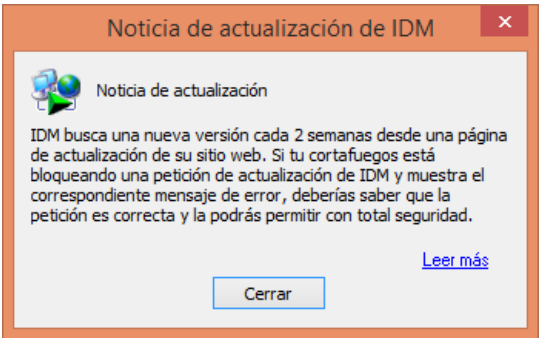 Noticia de actualización de IDM
Noticia de actualización
IDM busca una nueva versión cada 2 semanas desde una página
de actualización de su sitio web. Si tu cortafuegos está
bloqueando una petición de actualización de IDM y muestra el
correspondiente mensaje de error, deberías saber que la
petición es correcta y la podrás permitir con total seguridad.
Leer más
Cerrar